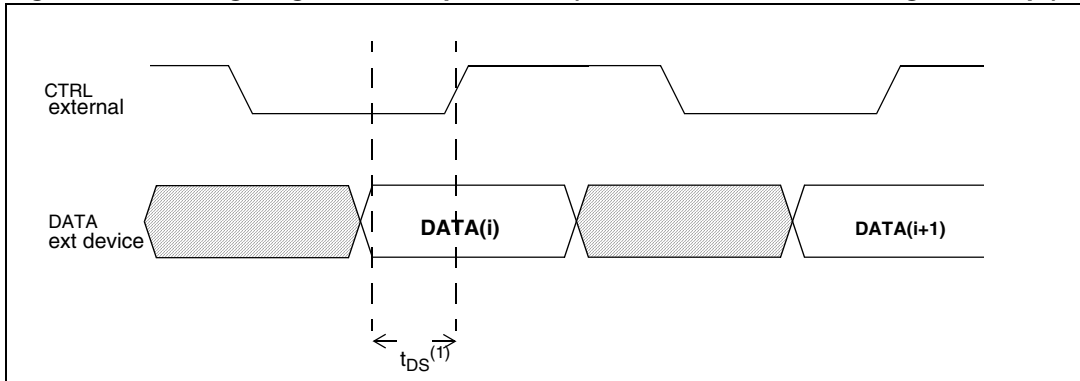 CTRL
external
DATA
ext device
DATA(i)
DATA(i+1)
tDS(1)